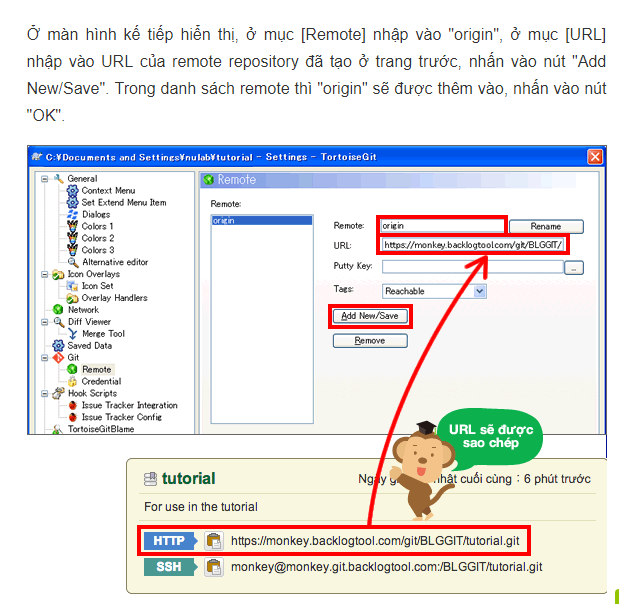 Ở màn hình kế tiếp hiển thị, ở mục [Remote] nhập vào "origin", ở mục [URL]
nhập vào URL của remote repository đã tạo ở trang trước, nhấn vào nút "Add
New/Save". Trong danh sách remote thì "origin" sẽ được thêm vào, nhấn vào nút
"OK".
C:¥Documents and Settings¥nulab¥tutorial - Settings - TortoiseGit
General
Context Menu
Set Extend Menu Item
Dialogs
Colors 1
Colors 2
Colors 3
Alternative editor
Icon Overlays
Icon Set
Overlay Handlers
Network
Diff Viewer
Merge Tool
Saved Data
Git
Remote
Credential
Hook Scripts
Issue Tracker Integration
Issue Tracker Config
TortoiseGitBlame
Remote
Remote:
origin
Remote: origin Rename
URL: https://monkey.backlogtool.com/git/BLGGIT/
Putty Key: ...
Tags: Reachable
Add New/Save
Remove
URL sẽ được
sao chép
tutorial
Ngày nhật cuối cùng : 6 phút trước
For use in the tutorial
HTTP https://monkey.backlogtool.com/git/BLGGIT/tutorial.git
SSH monkey@monkey.git.backlogtool.com:/BLGGIT/tutorial.git